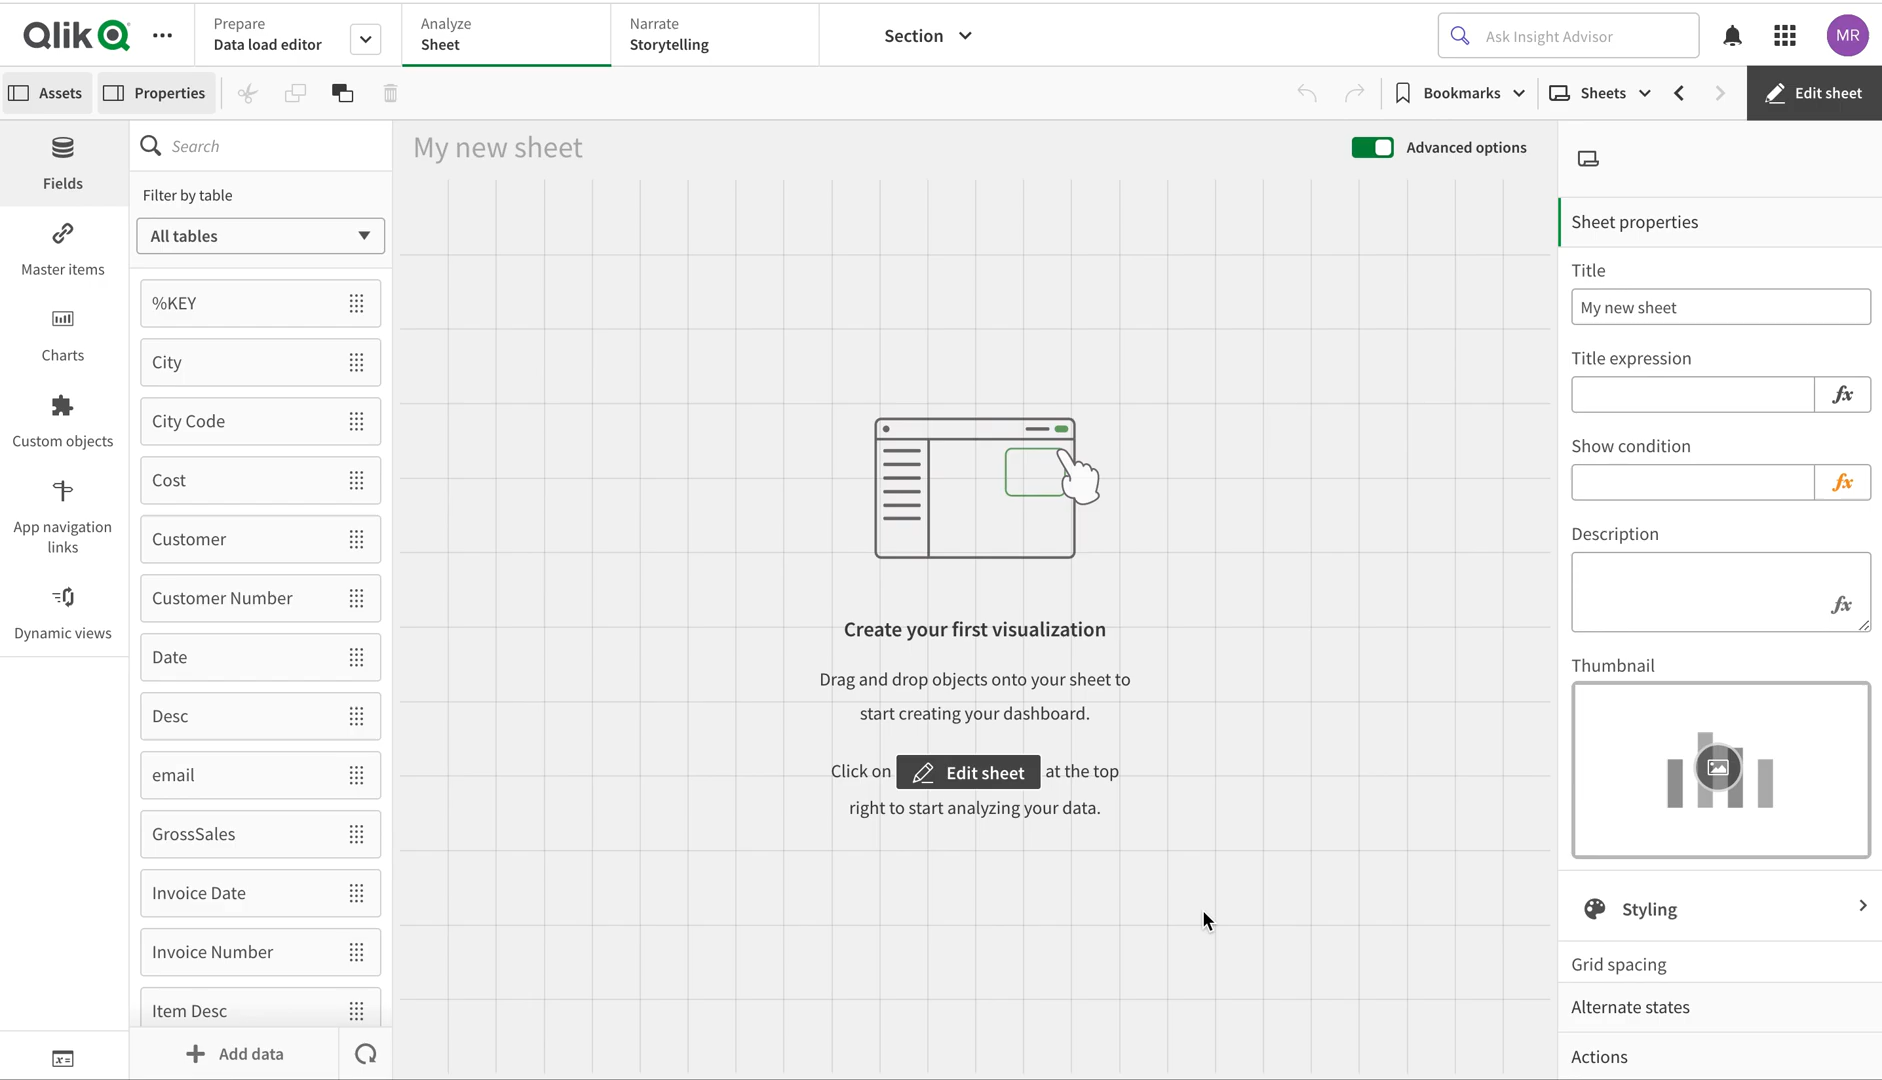 Qlik
Prepare
Data load editor
Analyze
Sheet
Narrate
Storytelling
Section
Ask Insight Advisor
MR
Assets
Properties
Bookmarks
Sheets
Edit sheet
Fields
Master items
Charts
Custom objects
App navigation
links
Dynamic views
Search
Filter by table
All tables
%KEY
City
City Code
Cost
Customer
Customer Number
Date
Desc
email
GrossSales
Invoice Date
Invoice Number
Item Desc
Add data
My new sheet
Advanced options
Create your first visualization
Drag and drop objects onto your sheet to
start creating your dashboard.
Click on Edit sheet at the top
right to start analyzing your data.
Sheet properties
Title
My new sheet
Title expression
fx
Show condition
fx
Description
fx
Thumbnail
Styling
Grid spacing
Alternate states
Actions
x=